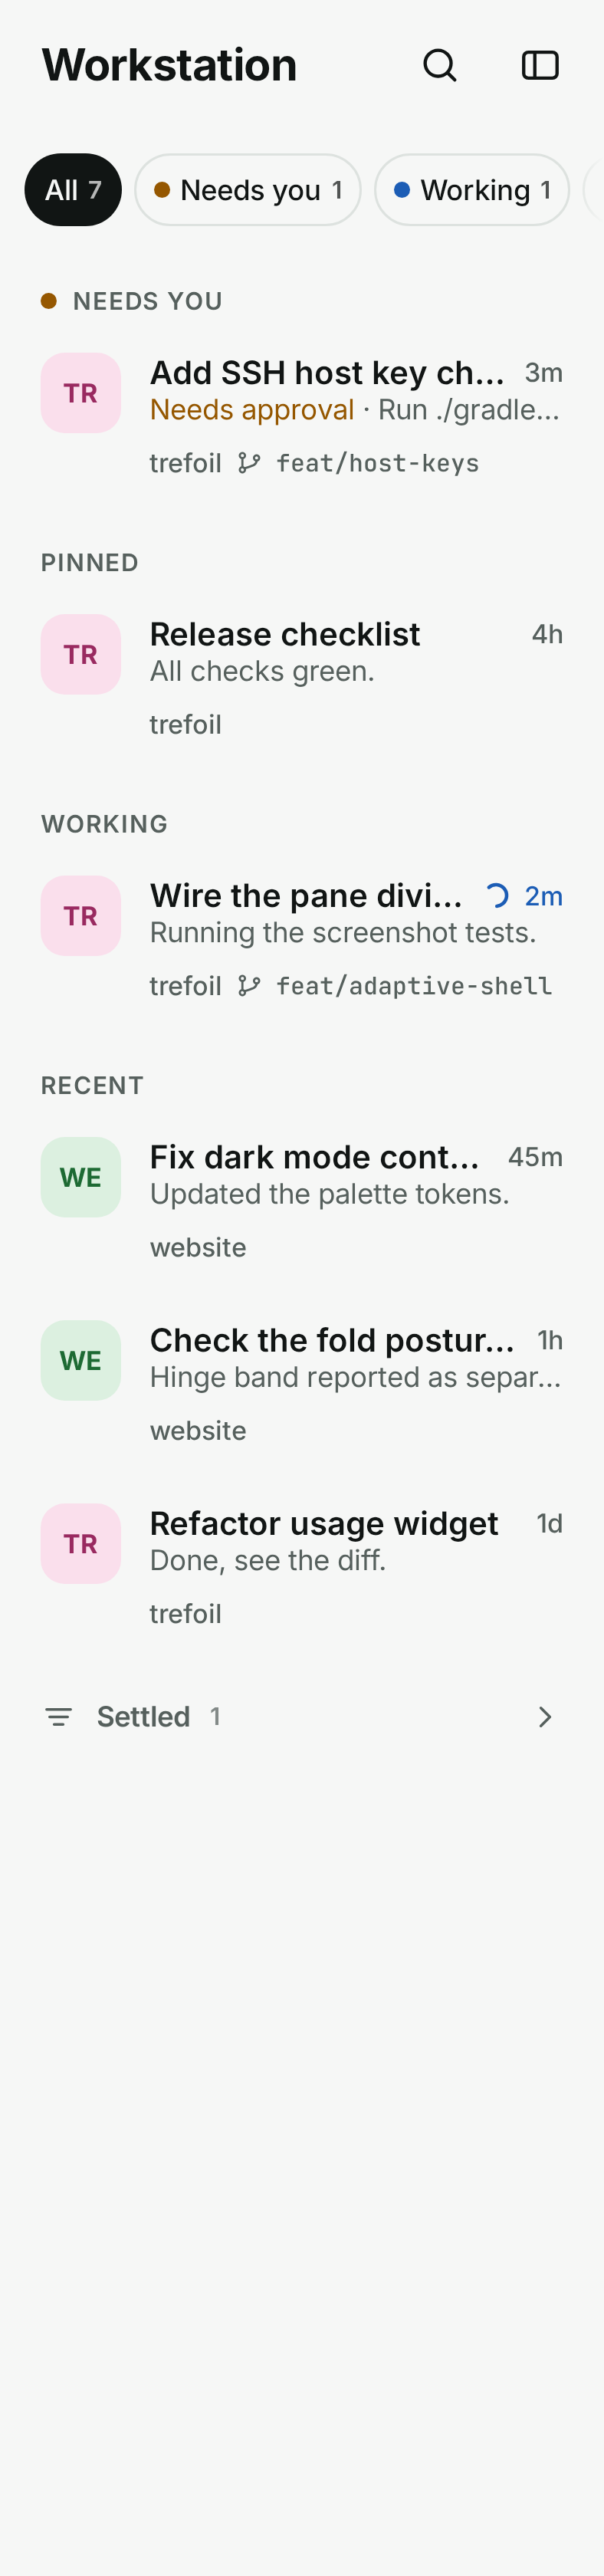 Workstation
All 7
Needs you 1
Working 1
NEEDS YOU
TR
Add SSH host key ch... 3m
Needs approval · Run ./gradle...
trefoil feat/host-keys
PINNED
TR
Release checklist 4h
All checks green.
trefoil
WORKING
TR
Wire the pane divi... 2m
Running the screenshot tests.
trefoil feat/adaptive-shell
RECENT
WE
Fix dark mode cont... 45m
Updated the palette tokens.
website
WE
Check the fold postur... 1h
Hinge band reported as separ...
website
TR
Refactor usage widget 1d
Done, see the diff.
trefoil
Settled 1